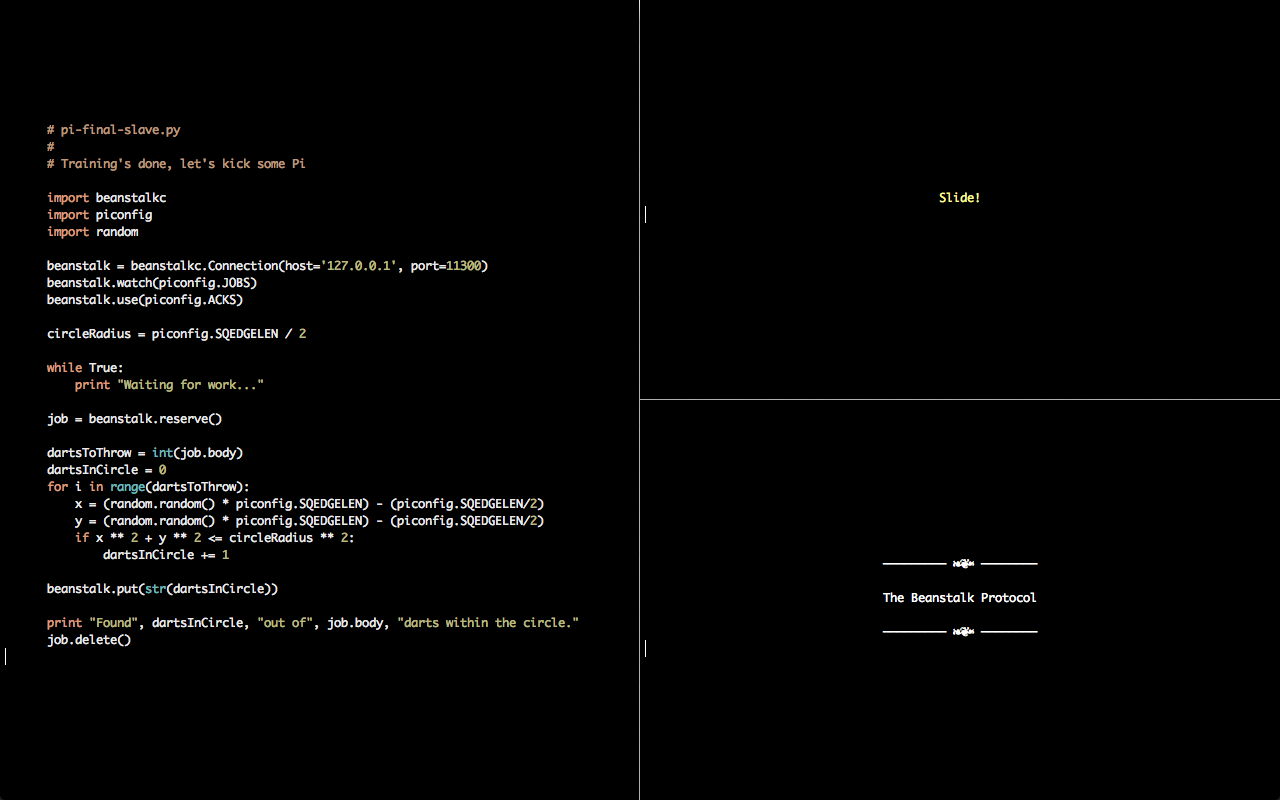 # pi-final-slave.py
#
# Training's done, let's kick some Pi

import beanstalkc
import piconfig
import random

beanstalk = beanstalkc.Connection(host='127.0.0.1', port=11300)
beanstalk.watch(piconfig.JOBS)
beanstalk.use(piconfig.ACKS)

circleRadius = piconfig.SQEDGELEN / 2

while True:
    print "Waiting for work..."

job = beanstalk.reserve()

dartsToThrow = int(job.body)
dartsInCircle = 0
for i in range(dartsToThrow):
    x = (random.random() * piconfig.SQEDGELEN) - (piconfig.SQEDGELEN/2)
    y = (random.random() * piconfig.SQEDGELEN) - (piconfig.SQEDGELEN/2)
    if x ** 2 + y ** 2 <= circleRadius ** 2:
        dartsInCircle += 1

beanstalk.put(str(dartsInCircle))

print "Found", dartsInCircle, "out of", job.body, "darts within the circle."
job.delete()

Slide!

The Beanstalk Protocol